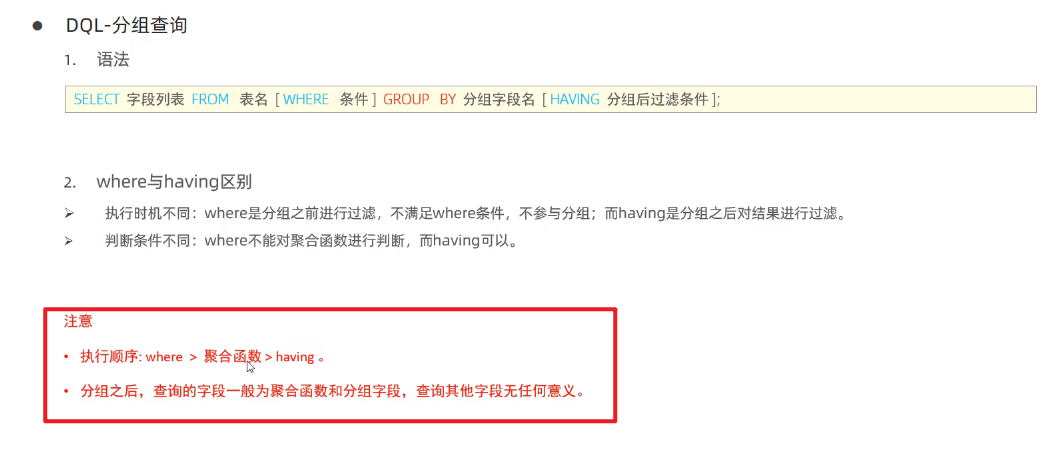 DQL-分组查询
1. 语法
SELECT 字段列表 FROM 表名 [ WHERE 条件 ] GROUP BY 分组字段名 [ HAVING 分组后过滤条件 ];
2. where与having区别
执行时机不同：where是分组之前进行过滤，不满足where条件，不参与分组；而having是分组之后对结果进行过滤。
判断条件不同：where不能对聚合函数进行判断，而having可以。
注意
• 执行顺序: where > 聚合函数 > having 。
• 分组之后，查询的字段一般为聚合函数和分组字段，查询其他字段无任何意义。